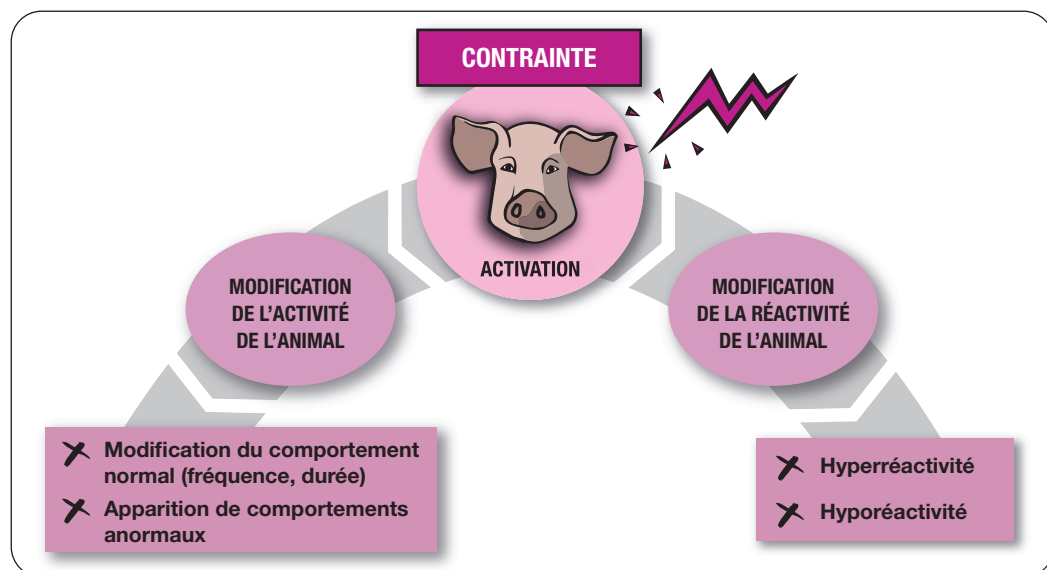 CONTRAINTE
ACTIVATION
MODIFICATION
DE L'ACTIVITÉ
DE L'ANIMAL
MODIFICATION
DE LA RÉACTIVITÉ
DE L'ANIMAL
Modification du comportement
normal (fréquence, durée)
Apparition de comportements
anormaux
Hyperréactivité
Hyporéactivité